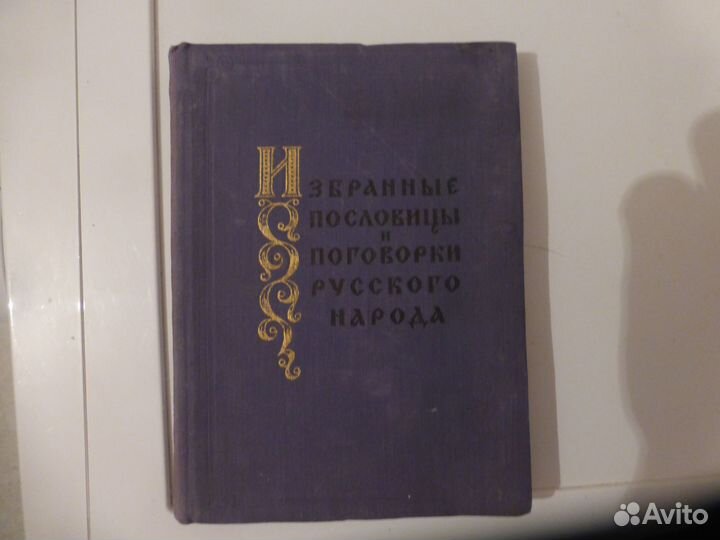 ИЗБРАННЫЕ
ПОСЛОВИЦЫ
И
ПОГОВОРКИ
РУССКОГО
НАРОДА
Avito